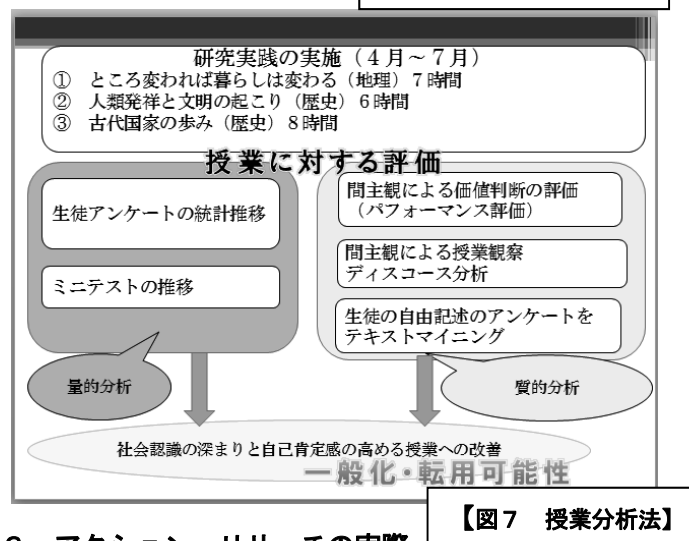 研究実践の実施（４月～７月）
① ところ変われば暮らしは変わる（地理）７時間
② 人類発祥と文明の起こり（歴史）６時間
③ 古代国家の歩み（歴史）８時間
授業に対する評価
生徒アンケートの統計推移
ミニテストの推移
間主観による価値判断の評価
（パフォーマンス評価）
間主観による授業観察
ディスコース分析
生徒の自由記述のアンケートを
テキストマイニング
量的分析
質的分析
社会認識の深まりと自己肯定感の高める授業への改善
一般化・転用可能性
【図７　授業分析法】